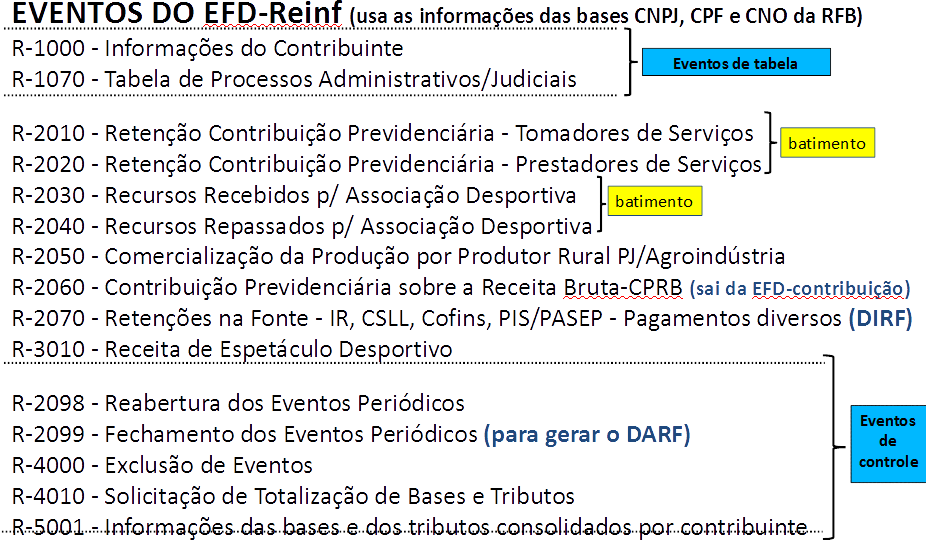 EVENTOS DO EFD-Reinf (usa as informações das bases CNPJ, CPF e CNO da RFB)
R-1000 - Informações do Contribuinte
R-1070 - Tabela de Processos Administrativos/Judiciais
Eventos de tabela
R-2010 - Retenção Contribuição Previdenciária - Tomadores de Serviços
R-2020 - Retenção Contribuição Previdenciária - Prestadores de Serviços
batimento
R-2030 - Recursos Recebidos p/ Associação Desportiva
R-2040 - Recursos Repassados p/ Associação Desportiva
batimento
R-2050 - Comercialização da Produção por Produtor Rural PJ/Agroindústria
R-2060 - Contribuição Previdenciária sobre a Receita Bruta-CPRB (sai da EFD-contribuição)
R-2070 - Retenções na Fonte - IR, CSLL, Cofins, PIS/PASEP - Pagamentos diversos (DIRF)
R-3010 - Receita de Espetáculo Desportivo
R-2098 - Reabertura dos Eventos Periódicos
R-2099 - Fechamento dos Eventos Periódicos (para gerar o DARF)
R-4000 - Exclusão de Eventos
R-4010 - Solicitação de Totalização de Bases e Tributos
R-5001 - Informações das bases e dos tributos consolidados por contribuinte
Eventos
de
controle